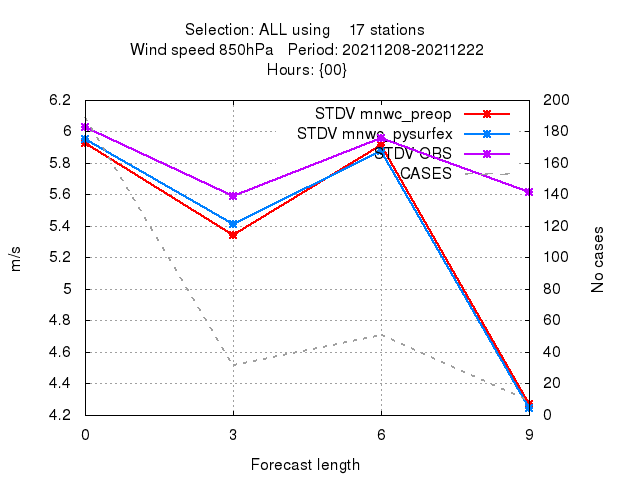 Selection: ALL using 17 stations
Wind speed 850hPa Period: 20211208-20211222
Hours: {00}
STDV mnwc_preop
STDV mnwc_pysurfex
STDV OBS
CASES
6.2
6
5.8
5.6
5.4
5.2
5
4.8
4.6
4.4
4.2
200
180
160
140
120
100
80
60
40
20
0
m/s
No cases
0 3 6 9
Forecast length